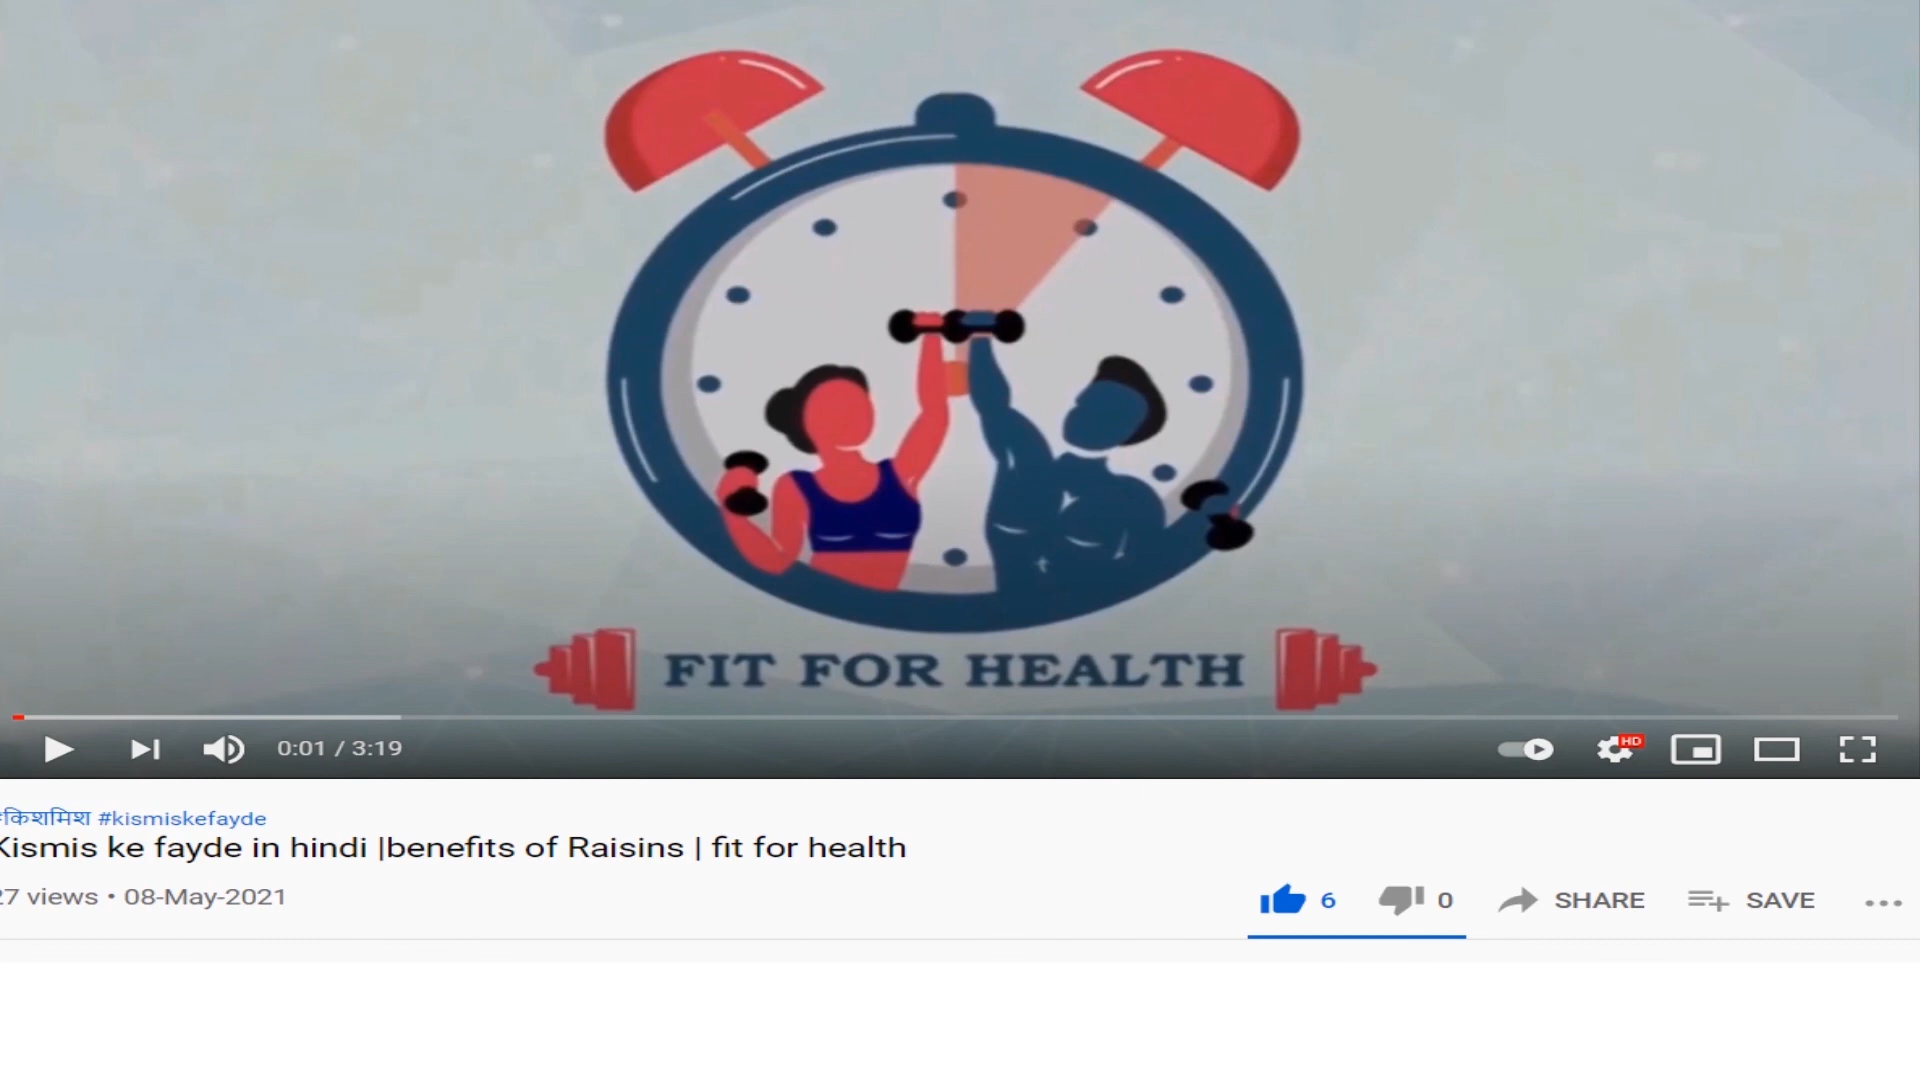 FIT FOR HEALTH
0:01 / 3:19
HD
#किशमिश #kismiskefayde
Kismis ke fayde in hindi |benefits of Raisins | fit for health
27 views • 08-May-2021
6 0 SHARE SAVE